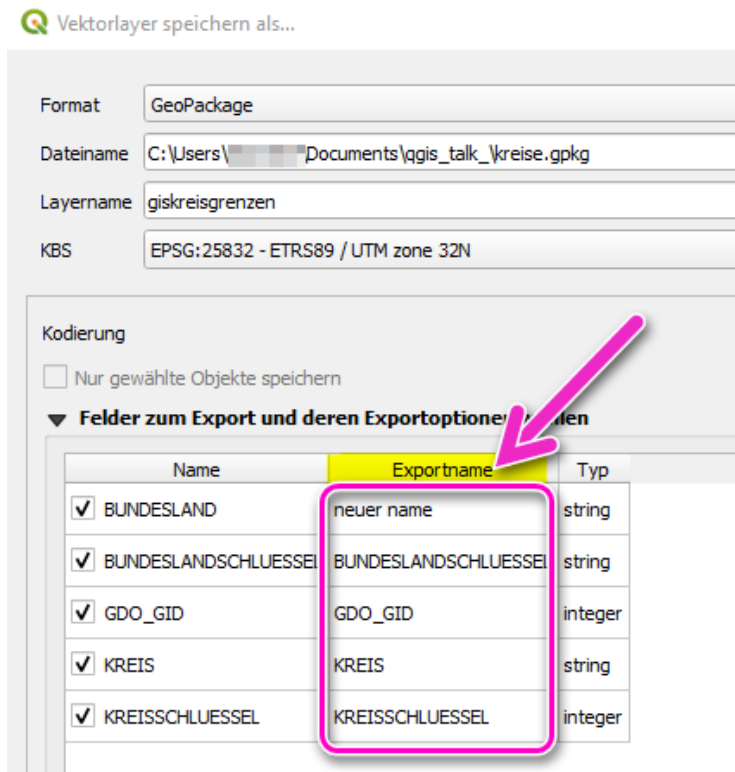 Vektorlayer speichern als...
Format GeoPackage
Dateiname C:\Users\ Documents\qgis_talk_\kreise.gpkg
Layername giskreisgrenzen
KBS EPSG:25832 - ETRS89 / UTM zone 32N
Kodierung
Nur gewählte Objekte speichern
Felder zum Export und deren Exportoptionen
Name Exportname Typ
BUNDESLAND neuer name string
BUNDESLANDSCHLUESSEL BUNDESLANDSCHLUESSEL string
GDO_GID GDO_GID integer
KREIS KREIS string
KREISSCHLUESSEL KREISSCHLUESSEL integer